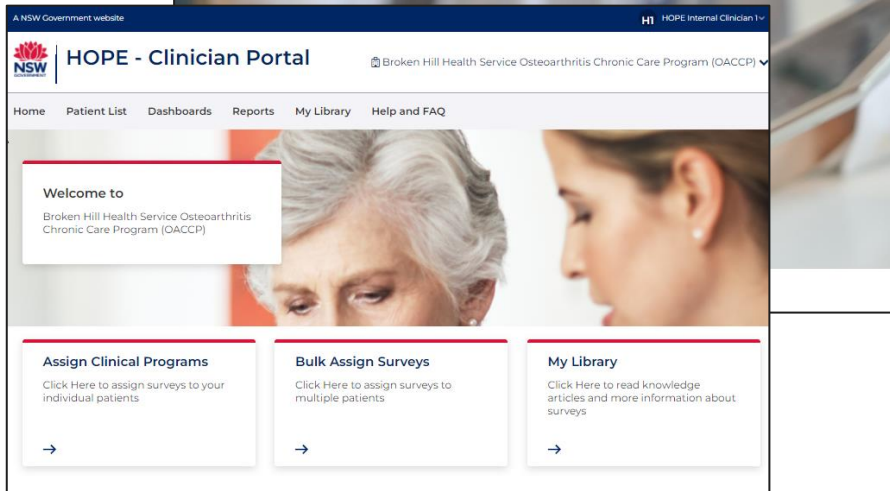 A NSW Government website
H1 HOPE Internal Clinician 1
NSW
GOVERNMENT
HOPE - Clinician Portal
Broken Hill Health Service Osteoarthritis Chronic Care Program (OACCP)
Home Patient List Dashboards Reports My Library Help and FAQ
Welcome to
Broken Hill Health Service Osteoarthritis
Chronic Care Program (OACCP)
Assign Clinical Programs
Click Here to assign surveys to your
individual patients
Bulk Assign Surveys
Click Here to assign surveys to
multiple patients
My Library
Click Here to read knowledge
articles and more information about
surveys